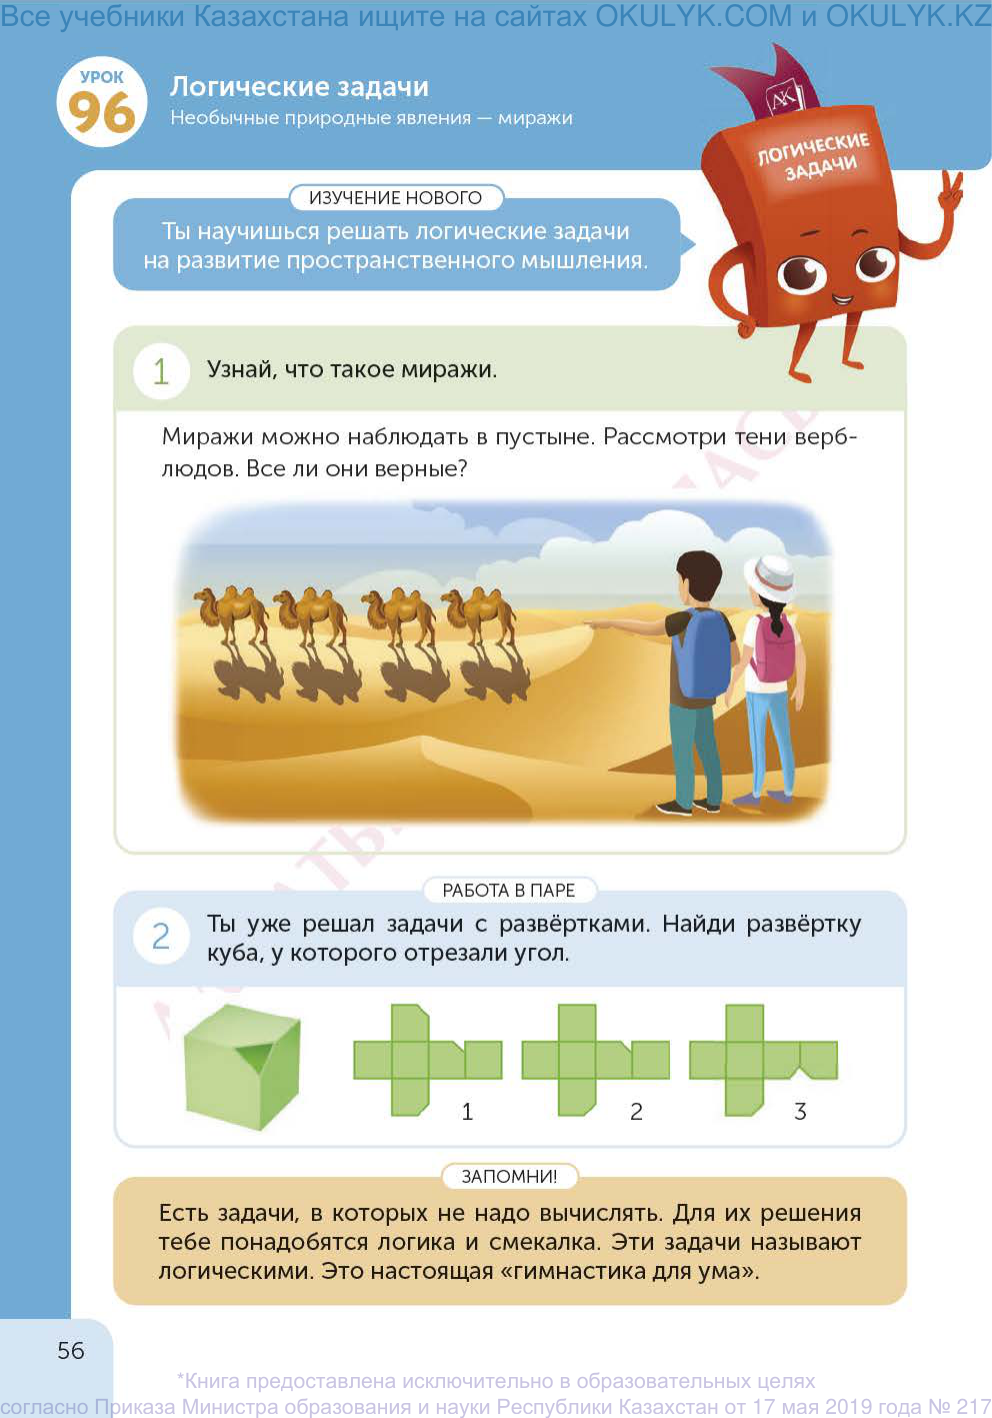 Все учебники Казахстана ищите на сайтах OKULYK.COM и OKULYK.KZ
УРОК
96
Логические задачи
Необычные природные явления — миражи
АК
ЛОГИЧЕСКИЕ
ЗАДАЧИ
ИЗУЧЕНИЕ НОВОГО
Ты научишься решать логические задачи
на развитие пространственного мышления.
1 Узнай, что такое миражи.
Миражи можно наблюдать в пустыне. Рассмотри тени верб-
людов. Все ли они верные?
РАБОТА В ПАРЕ
2 Ты уже решал задачи с развёртками. Найди развёртку
куба, у которого отрезали угол.
1 2 3
ЗАПОМНИ!
Есть задачи, в которых не надо вычислять. Для их решения
тебе понадобятся логика и смекалка. Эти задачи называют
логическими. Это настоящая «гимнастика для ума».
56
*Книга предоставлена исключительно в образовательных целях
согласно Приказа Министра образования и науки Республики Казахстан от 17 мая 2019 года № 217